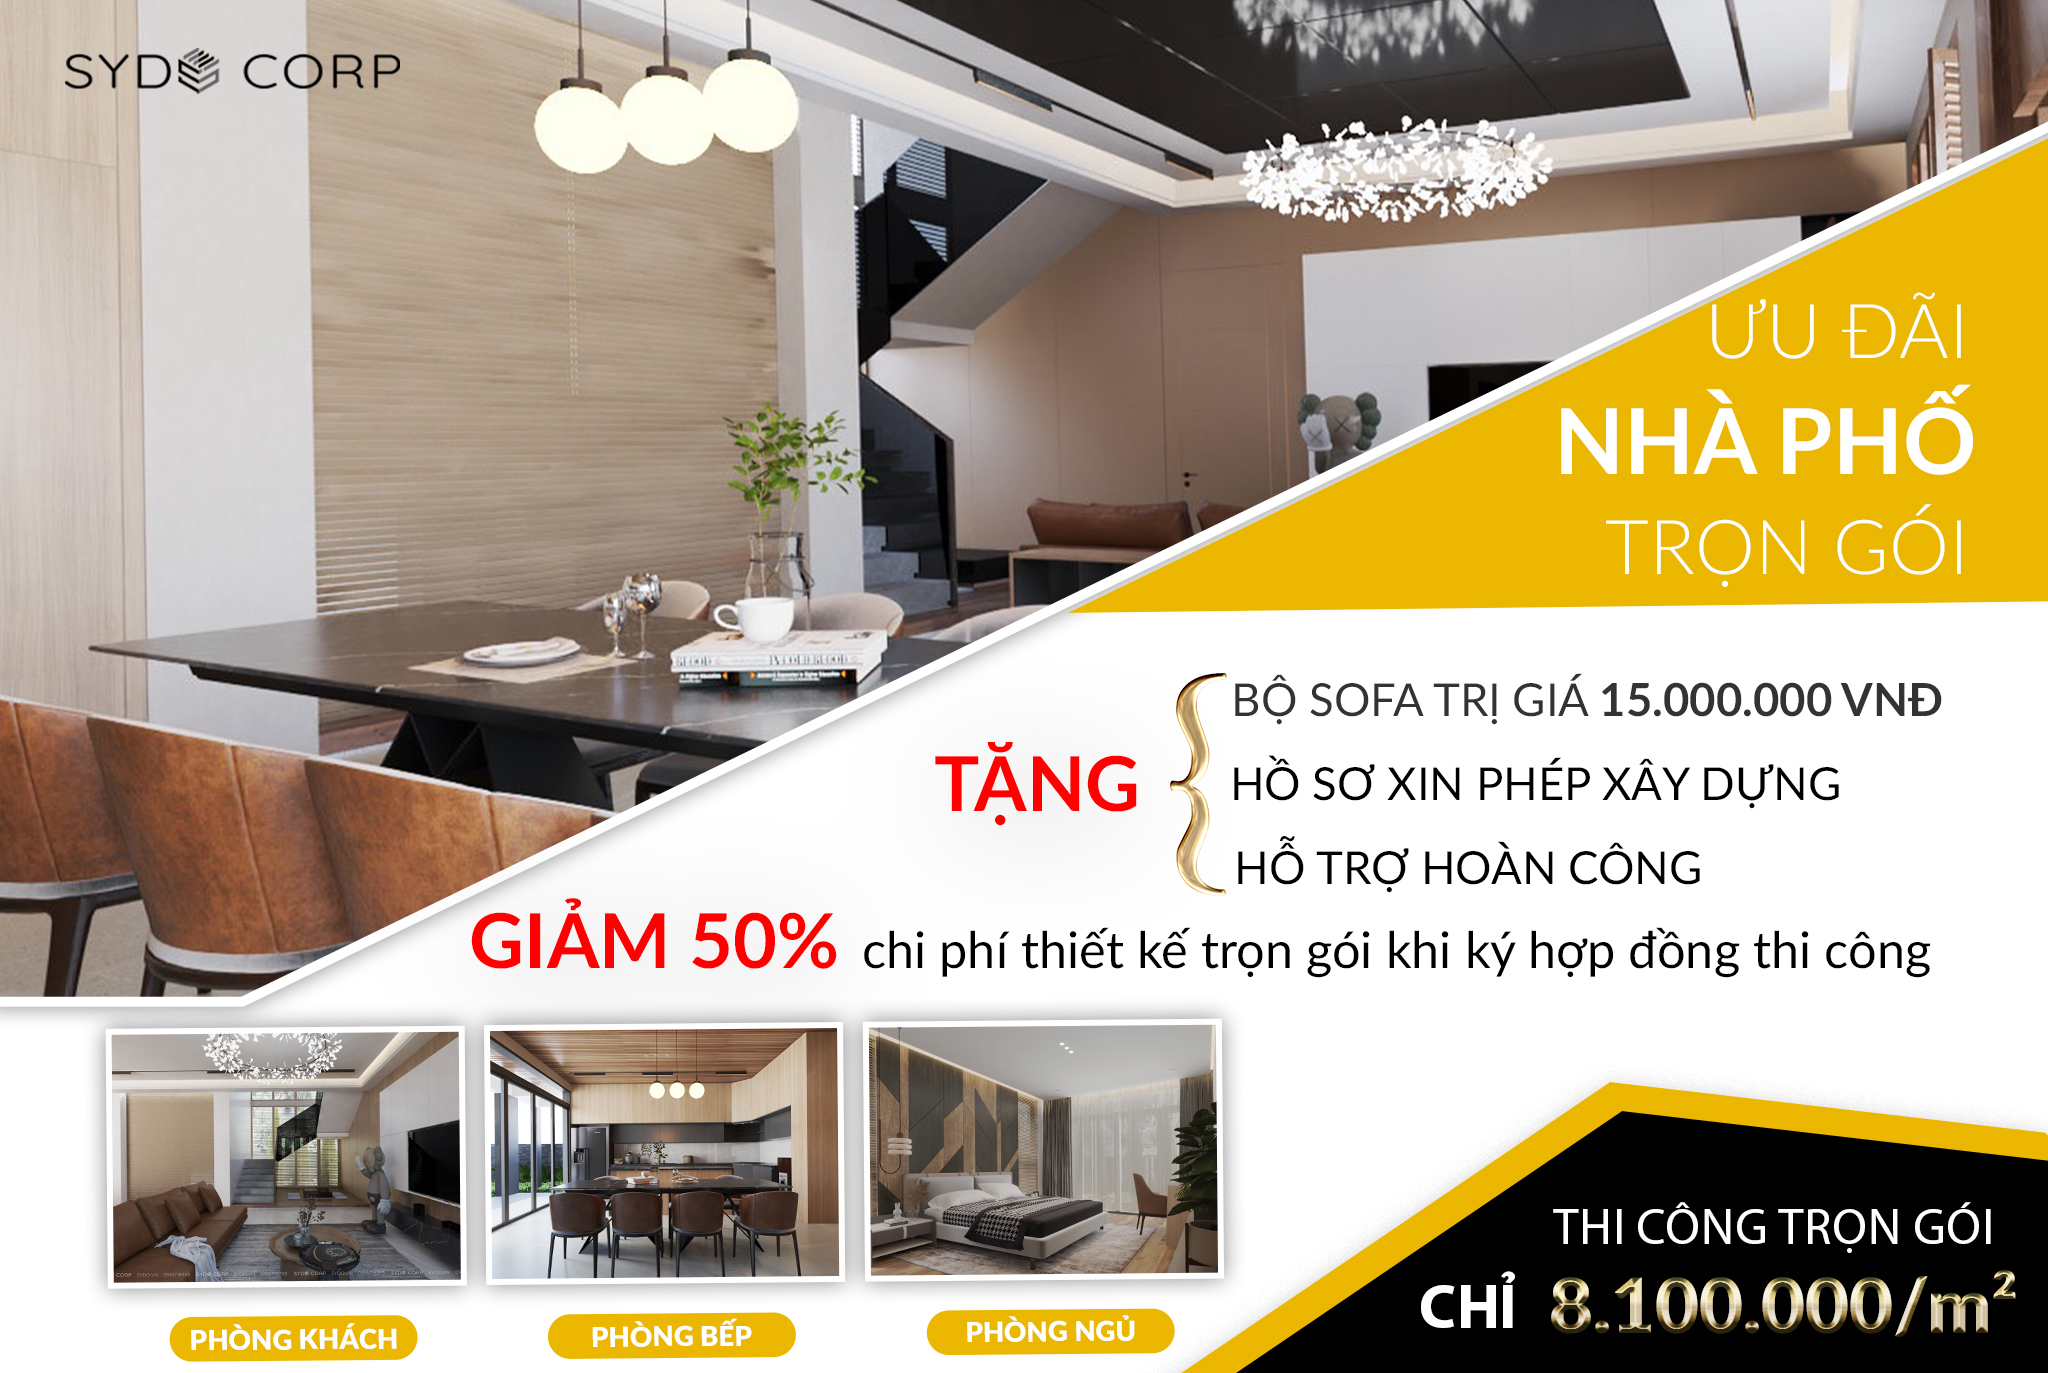 SYDO CORP
ƯU ĐÃI
NHÀ PHỐ
TRỌN GÓI
TẶNG
BỘ SOFA TRỊ GIÁ 15.000.000 VNĐ
HỒ SƠ XIN PHÉP XÂY DỰNG
HỖ TRỢ HOÀN CÔNG
GIẢM 50% chi phí thiết kế trọn gói khi ký hợp đồng thi công
PHÒNG KHÁCH
PHÒNG BẾP
PHÒNG NGỦ
THI CÔNG TRỌN GÓI
CHỈ 8.100.000/m²